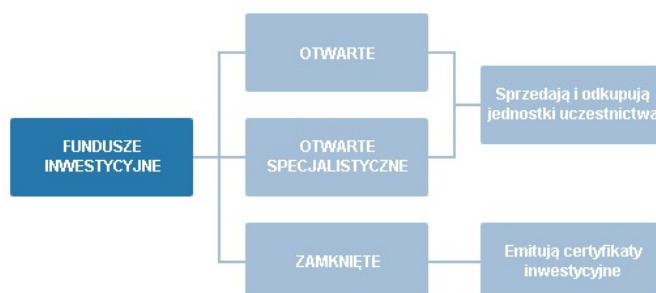 FUNDUSZE
INWESTYCYJNE
OTWARTE
OTWARTE
SPECJALISTYCZNE
ZAMKNIĘTE
Sprzedają i odkupują
jednostki uczestnictwa
Emitują certyfikaty
inwestycyjne